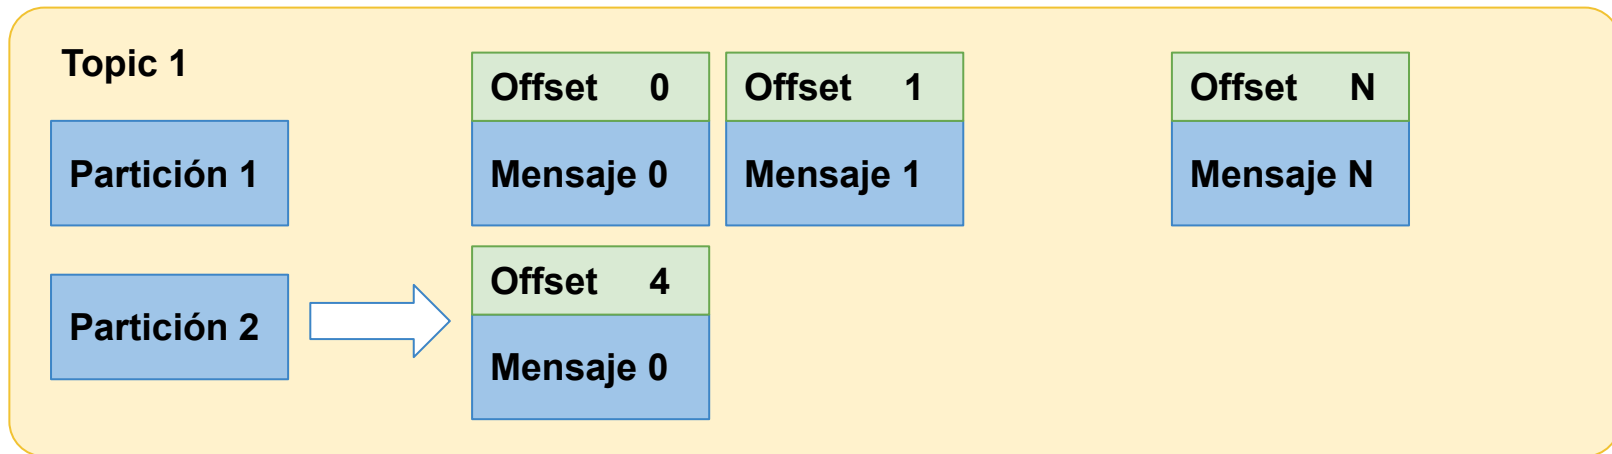 Topic 1
Offset 0
Offset 1
Offset N
Partición 1
Mensaje 0
Mensaje 1
Mensaje N
Offset 4
Partición 2
Mensaje 0